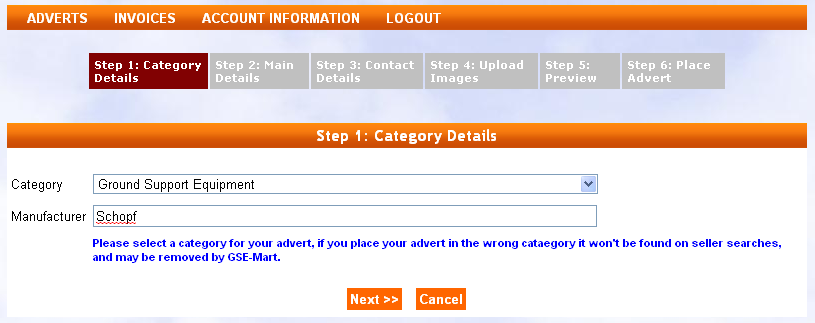 ADVERTS INVOICES ACCOUNT INFORMATION LOGOUT
Step 1: Category Details
Step 2: Main Details
Step 3: Contact Details
Step 4: Upload Images
Step 5: Preview
Step 6: Place Advert
Step 1: Category Details
Category Ground Support Equipment
Manufacturer Schopf
Please select a category for your advert, if you place your advert in the wrong cataegory it won't be found on seller searches,
and may be removed by GSE-Mart.
Next >> Cancel